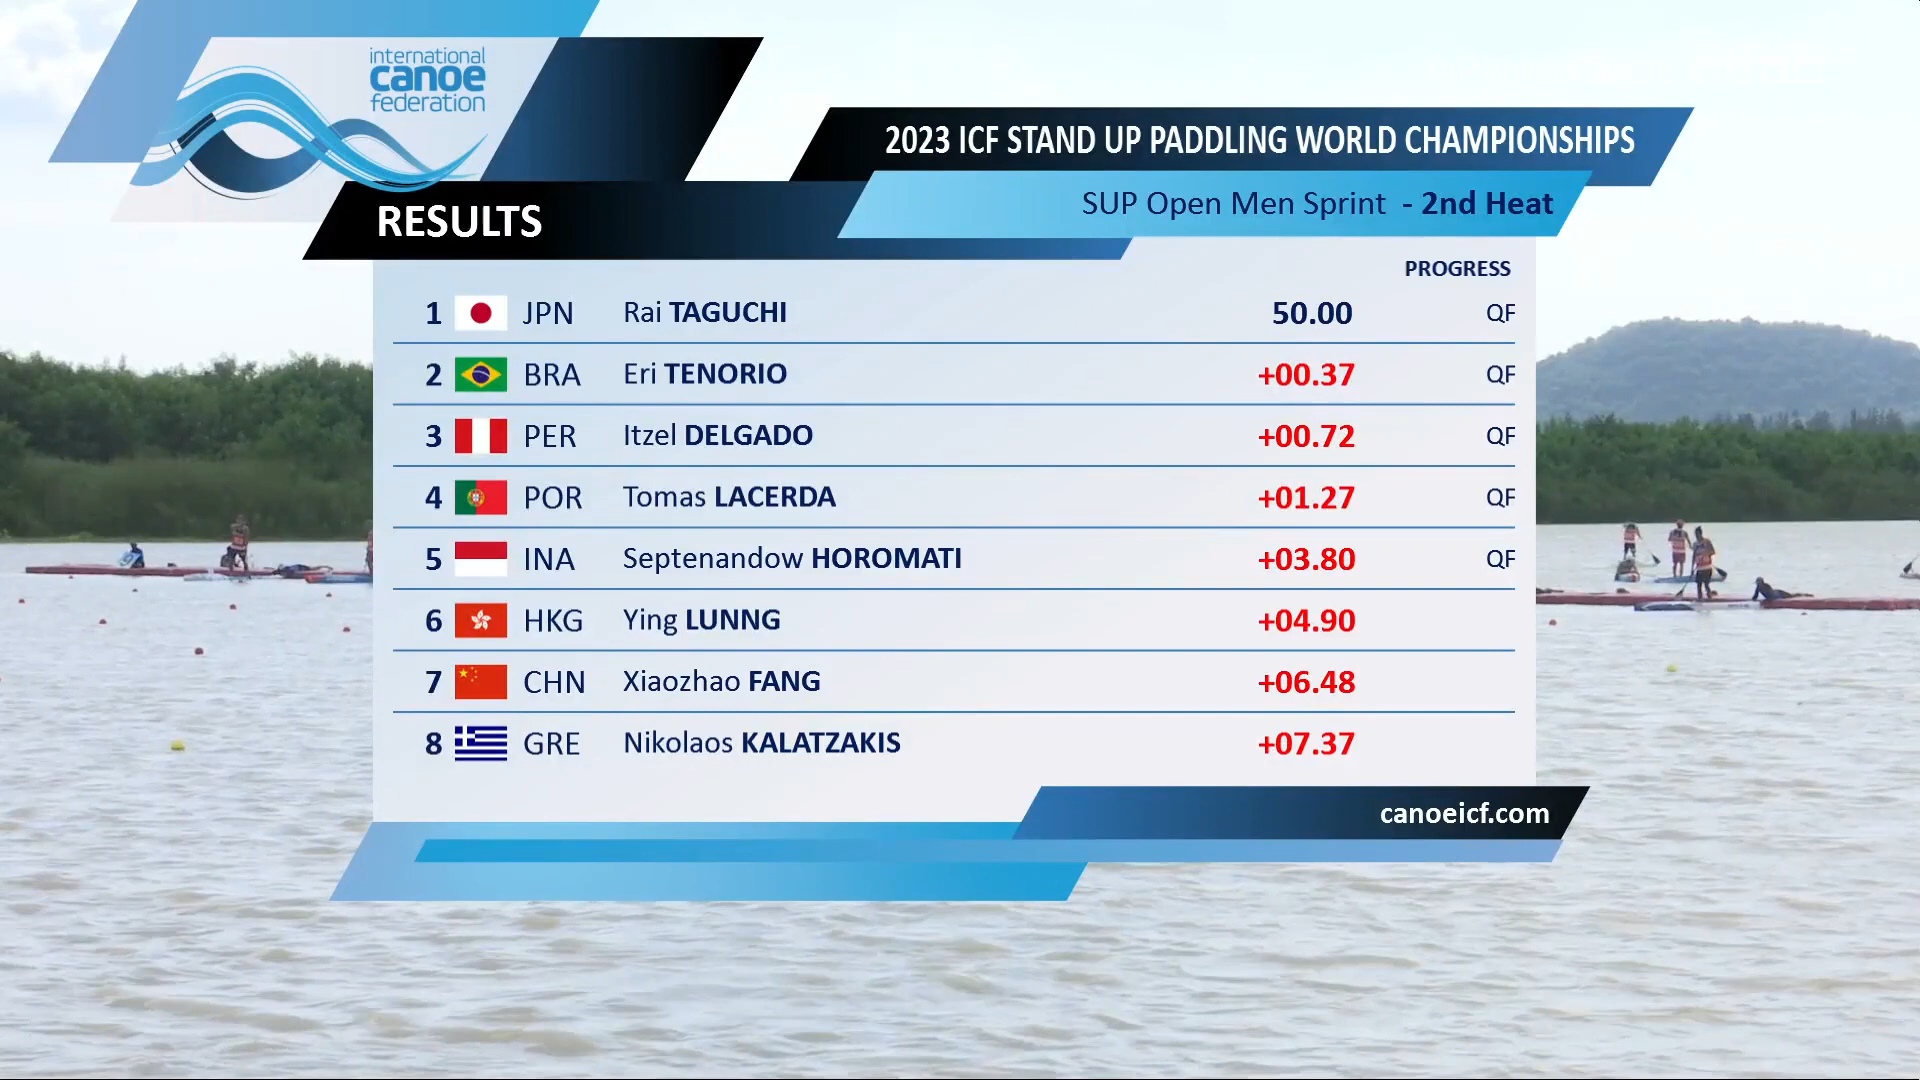 international
canoe
federation
2023 ICF STAND UP PADDLING WORLD CHAMPIONSHIPS
SUP Open Men Sprint - 2nd Heat
RESULTS
PROGRESS
1 JPN Rai TAGUCHI 50.00 QF
2 BRA Eri TENORIO +00.37 QF
3 PER Itzel DELGADO +00.72 QF
4 POR Tomas LACERDA +01.27 QF
5 INA Septenandow HOROMATI +03.80 QF
6 HKG Ying LUNNG +04.90
7 CHN Xiaozhao FANG +06.48
8 GRE Nikolaos KALATZAKIS +07.37
canoeicf.com